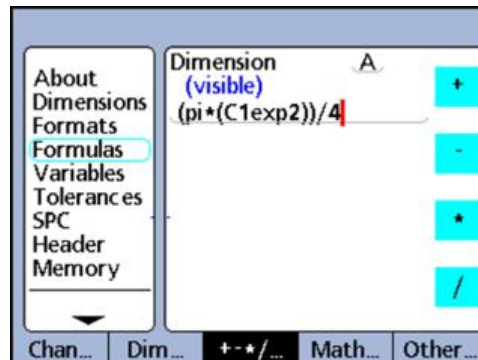 About
Dimensions
Formats
Formulas
Variables
Tolerances
SPC
Header
Memory
Dimension A
(visible)
(pi*(C1exp2))/4
+
-
*
/
Chan... Dim... +-*/... Math... Other...